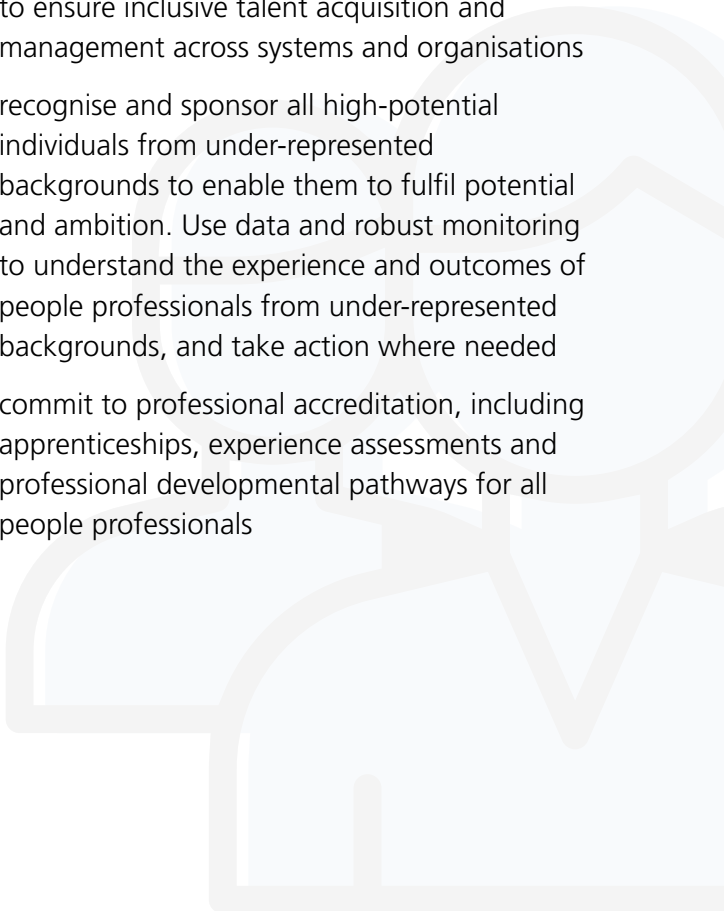 to ensure inclusive talent acquisition and
management across systems and organisations
recognise and sponsor all high-potential
individuals from under-represented
backgrounds to enable them to fulfil potential
and ambition. Use data and robust monitoring
to understand the experience and outcomes of
people professionals from under-represented
backgrounds, and take action where needed
commit to professional accreditation, including
apprenticeships, experience assessments and
professional developmental pathways for all
people professionals